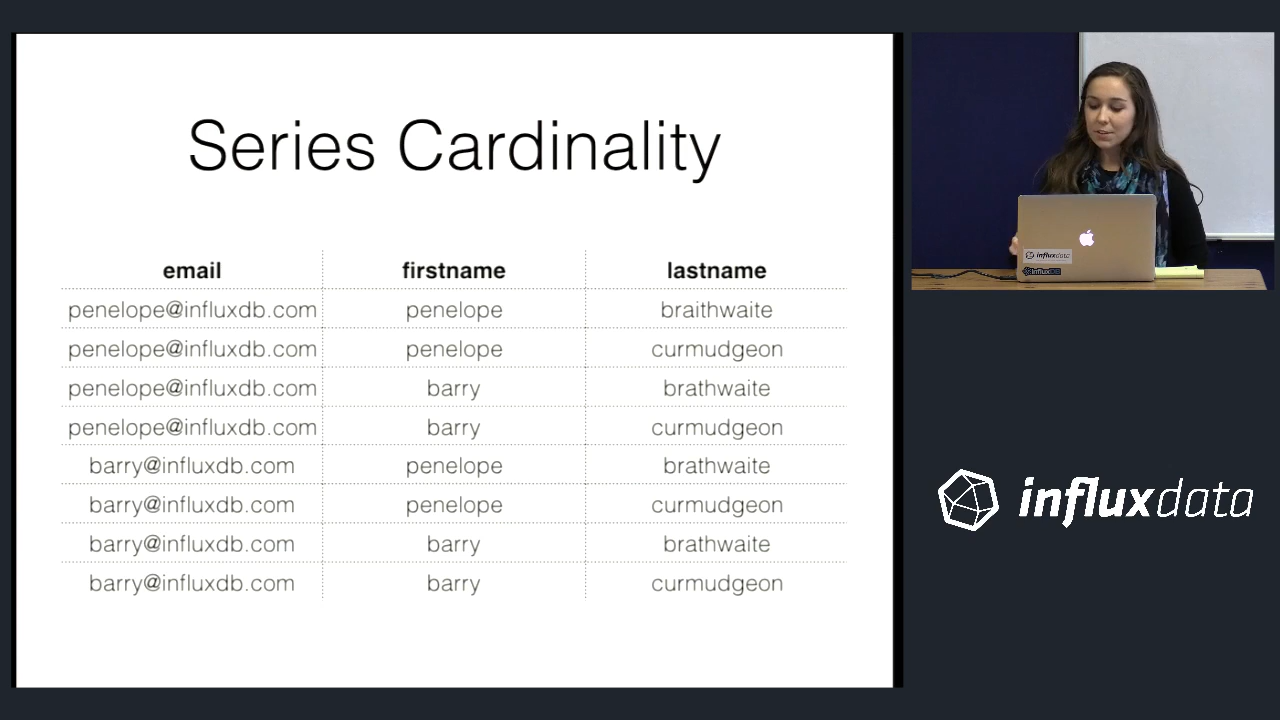 Series Cardinality
email firstname lastname
penelope@influxdb.com penelope braithwaite
penelope@influxdb.com penelope curmudgeon
penelope@influxdb.com barry brathwaite
penelope@influxdb.com barry curmudgeon
barry@influxdb.com penelope brathwaite
barry@influxdb.com penelope curmudgeon
barry@influxdb.com barry brathwaite
barry@influxdb.com barry curmudgeon
influxdata
InfluxDB
influxdata